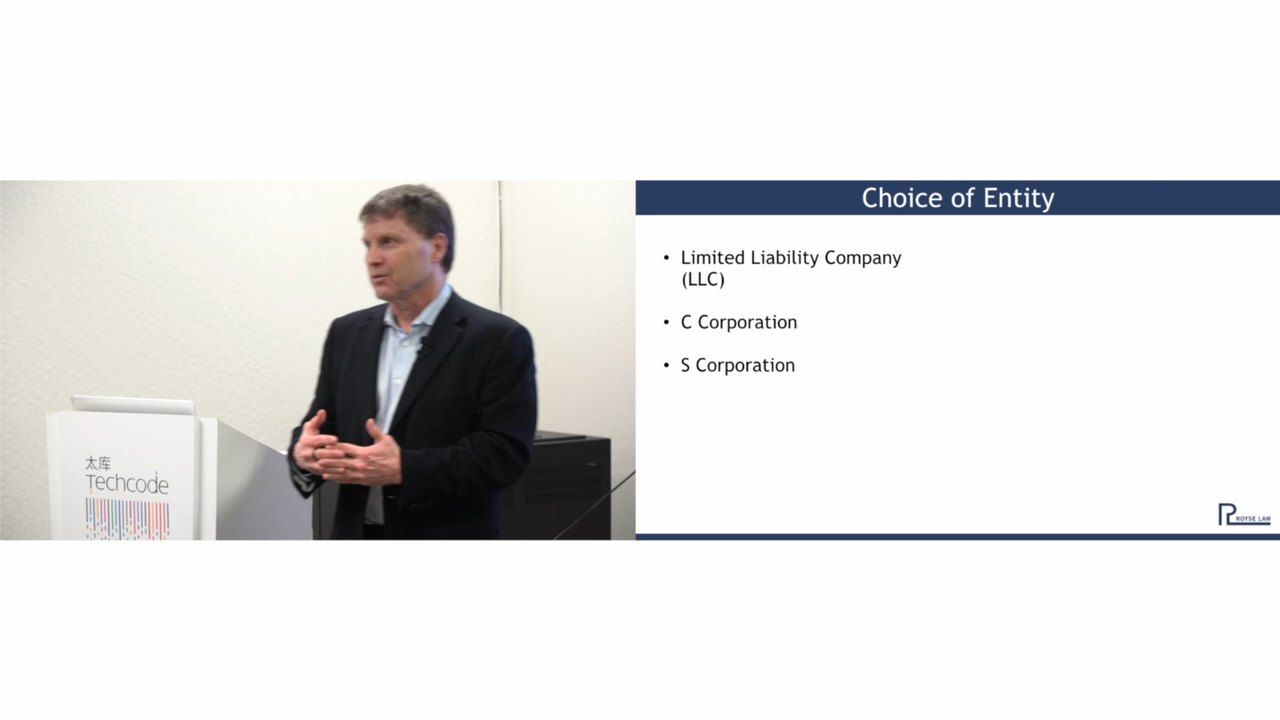 太库
Techcode
Choice of Entity
• Limited Liability Company
(LLC)
• C Corporation
• S Corporation
ROYSE LAW